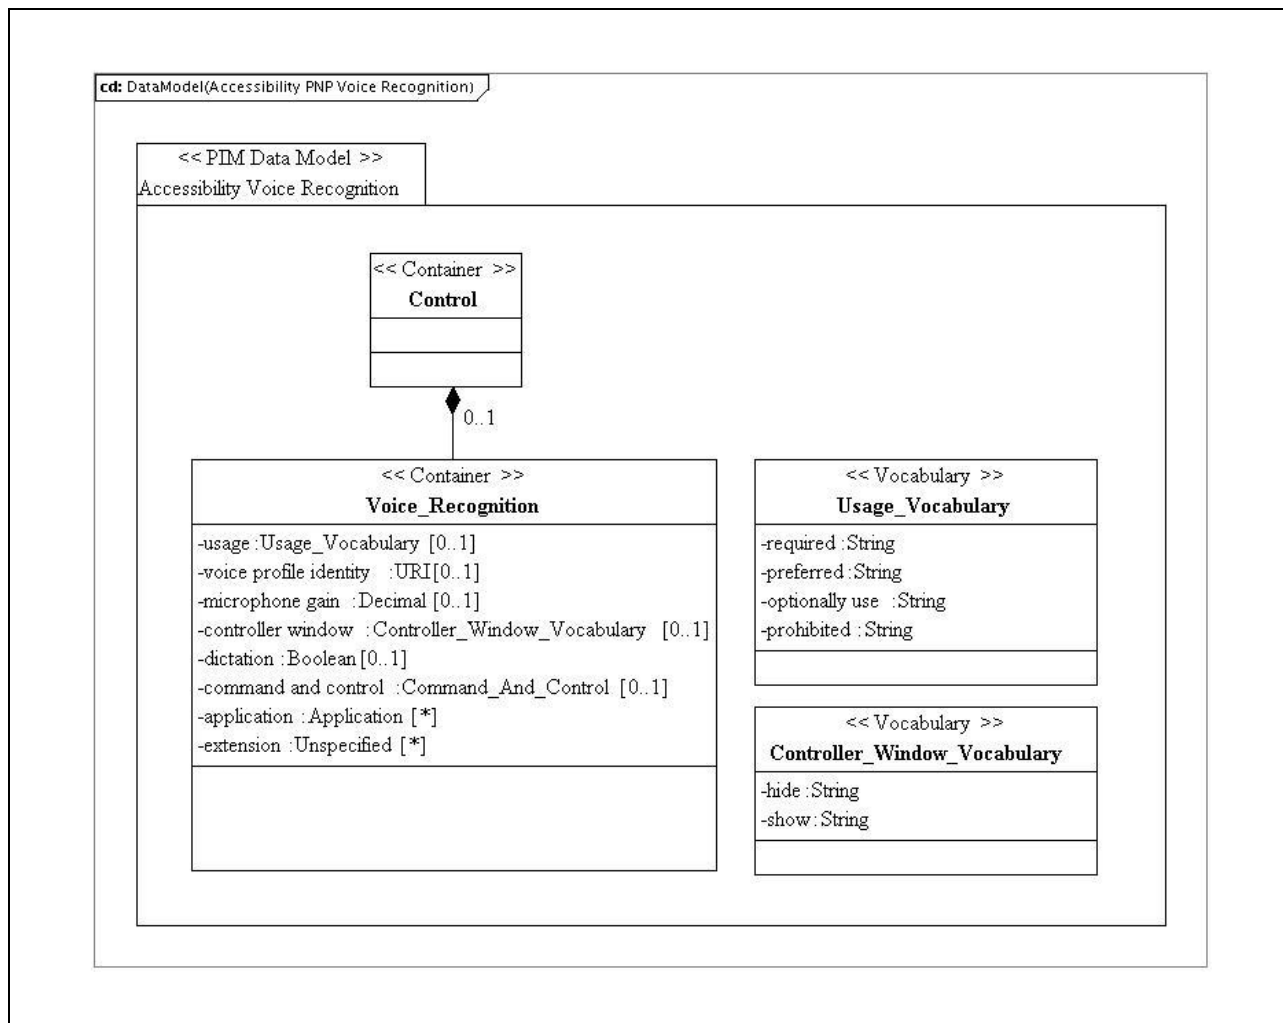 cd: DataModel(Accessibility PNP Voice Recognition)
<< PIM Data Model >>
Accessibility Voice Recognition
<< Container >>
Control
0..1
<< Container >>
Voice_Recognition
-usage :Usage_Vocabulary [0..1]
-voice profile identity :URI[0..1]
-microphone gain :Decimal [0..1]
-controller window :Controller_Window_Vocabulary [0..1]
-dictation :Boolean [0..1]
-command and control :Command_And_Control [0..1]
-application :Application [*]
-extension :Unspecified [*]
<< Vocabulary >>
Usage_Vocabulary
-required :String
-preferred :String
-optionally use :String
-prohibited :String
<< Vocabulary >>
Controller_Window_Vocabulary
-hide :String
-show :String